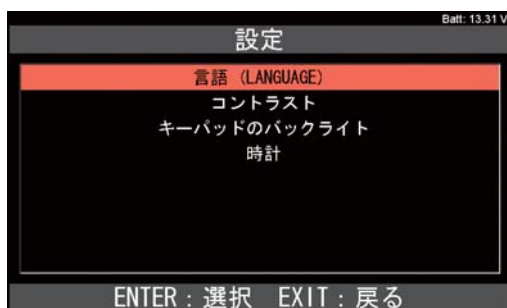 Batt: 13.31 V
設定
言語 (LANGUAGE)
コントラスト
キーパッドのバックライト
時計
ENTER : 選択 EXIT : 戻る